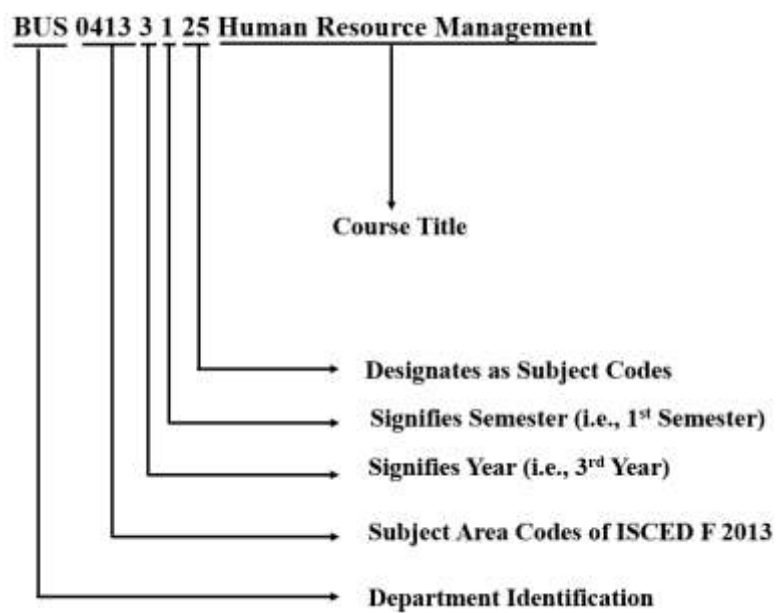 BUS 0413 3 1 25 Human Resource Management
Course Title
Designates as Subject Codes
Signifies Semester (i.e., 1st Semester)
Signifies Year (i.e., 3rd Year)
Subject Area Codes of ISCED F 2013
Department Identification